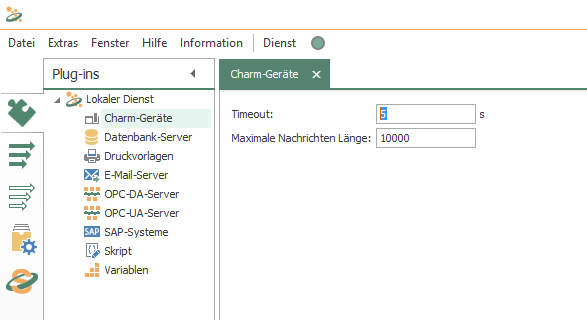 Datei Extras Fenster Hilfe Information Dienst
Plug-ins
Lokaler Dienst
Charm-Geräte
Datenbank-Server
Druckvorlagen
E-Mail-Server
OPC-DA-Server
OPC-UA-Server
SAP SAP-Systeme
Skript
Variablen
Charm-Geräte
Timeout: 5 s
Maximale Nachrichten Länge: 10000